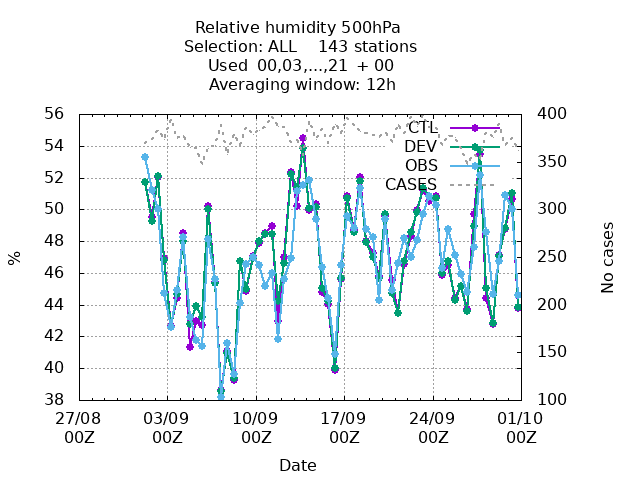 Relative humidity 500hPa
Selection: ALL    143 stations
Used  00,03,...,21  + 00
Averaging window: 12h
56
54
52
50
48
46
44
42
40
38
400
350
300
250
200
150
100
CTL
DEV
OBS
CASES
%
No cases
27/08 03/09 10/09 17/09 24/09 01/10
00Z 00Z 00Z 00Z 00Z 00Z
Date